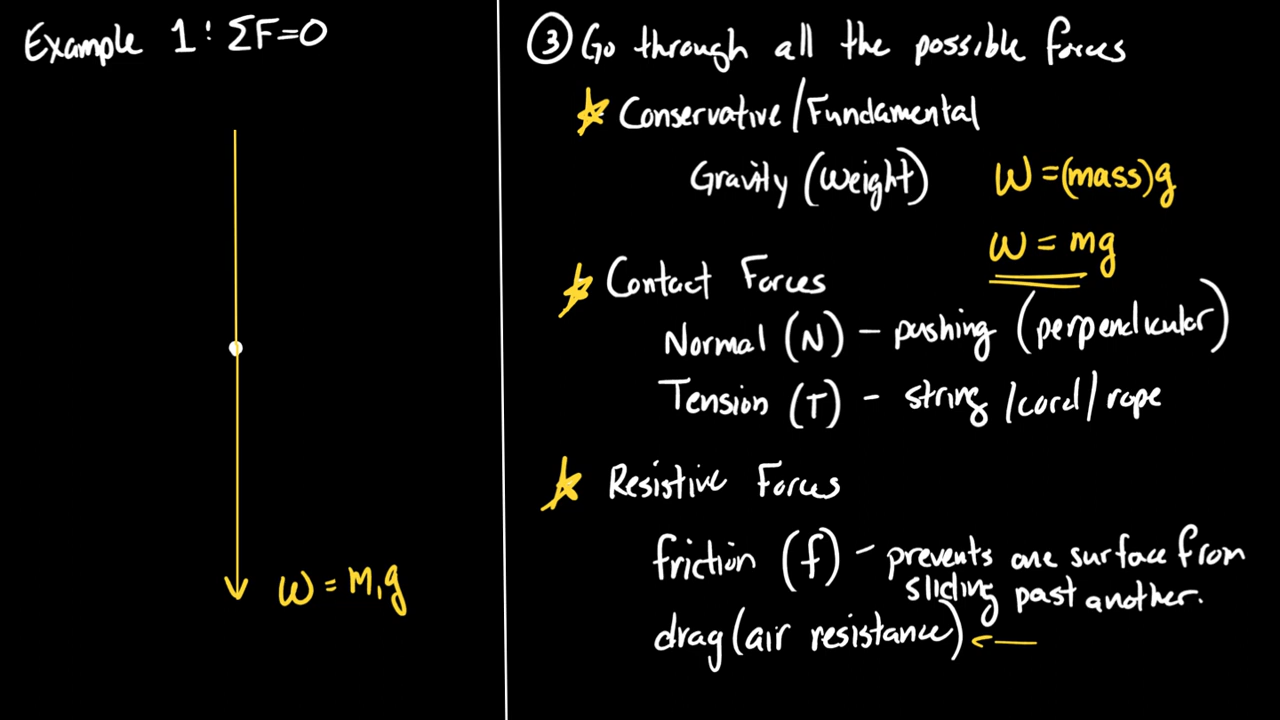 Example 1: ΣF=0
W = m₁g
③ Go through all the possible forces
Conservative/Fundamental
Gravity (weight) W = (mass)g
W = mg
Contact Forces
Normal (N) – pushing (perpendicular)
Tension (T) – string/cord/rope
Resistive Forces
friction (f) – prevents one surface from
sliding past another.
drag (air resistance) ←